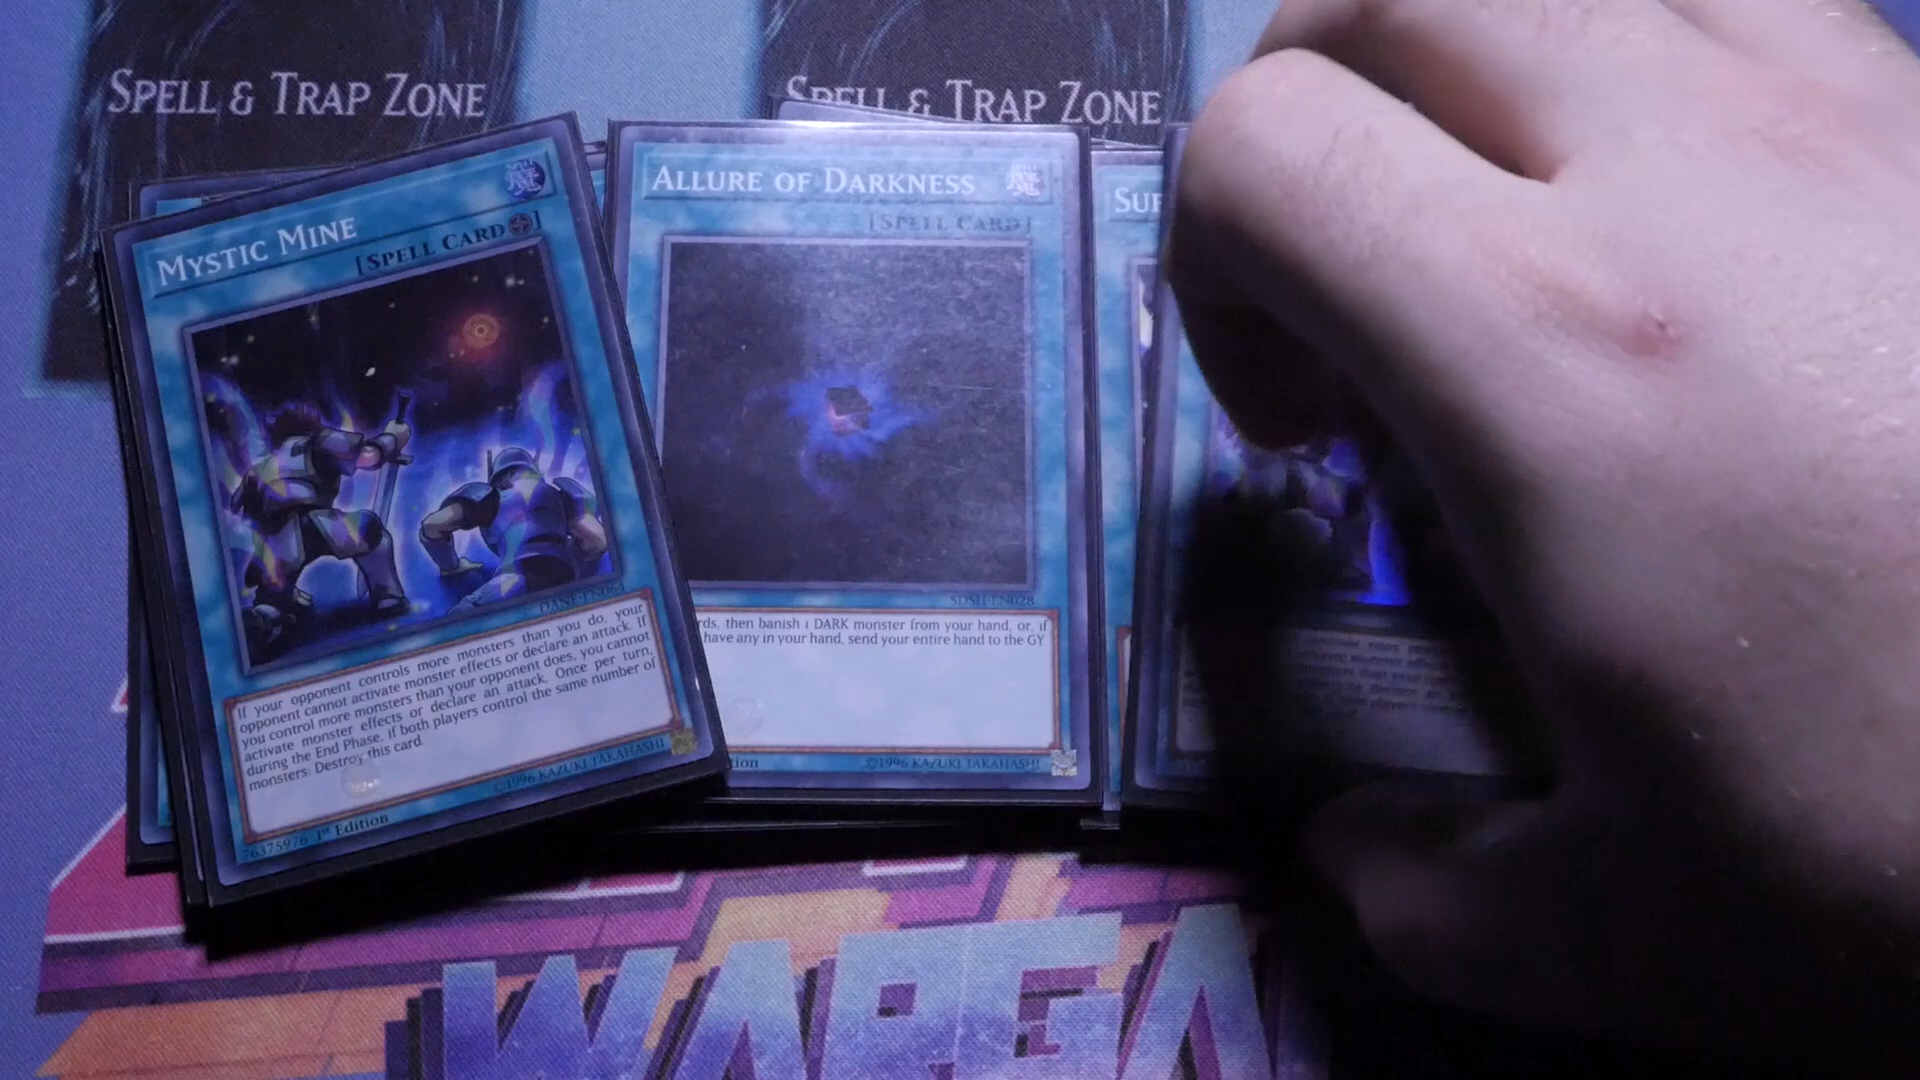 SPELL & TRAP ZONE
SPELL & TRAP ZONE
MYSTIC MINE
[SPELL CARD]
DANE-EN064
If your opponent controls more monsters than you do, your
opponent cannot activate monster effects or declare an attack. If
you control more monsters than your opponent does, you cannot
activate monster effects or declare an attack. Once per turn,
during the End Phase, if both players control the same number of
monsters: Destroy this card.
©1996 KAZUKI TAKAHASHI
76375976 1st Edition
ALLURE OF DARKNESS
[SPELL CARD]
SDSH-EN028
rds, then banish 1 DARK monster from your hand, or, if
have any in your hand, send your entire hand to the GY
tion
©1996 KAZUKI TAKAHASHI
SU
WARGA